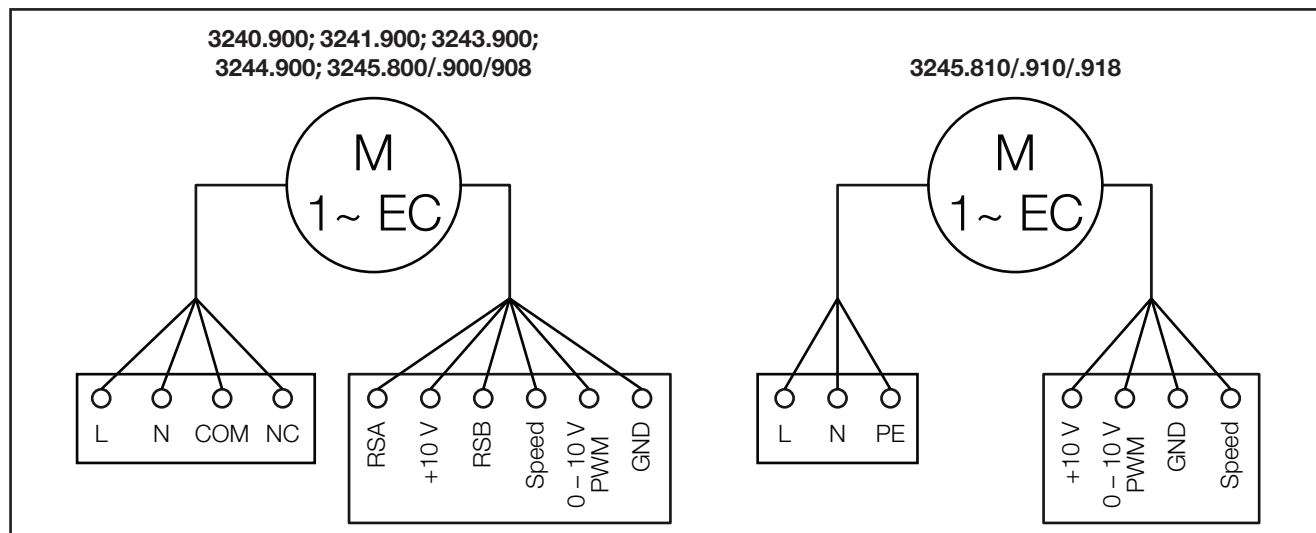 3240.900; 3241.900; 3243.900;
3244.900; 3245.800/.900/908
M
1~ EC
L N COM NC
RSA
+10 V
RSB
Speed
0 – 10 V
PWM
GND
3245.810/.910/.918
M
1~ EC
L N PE
+10 V
0 – 10 V
PWM
GND
Speed